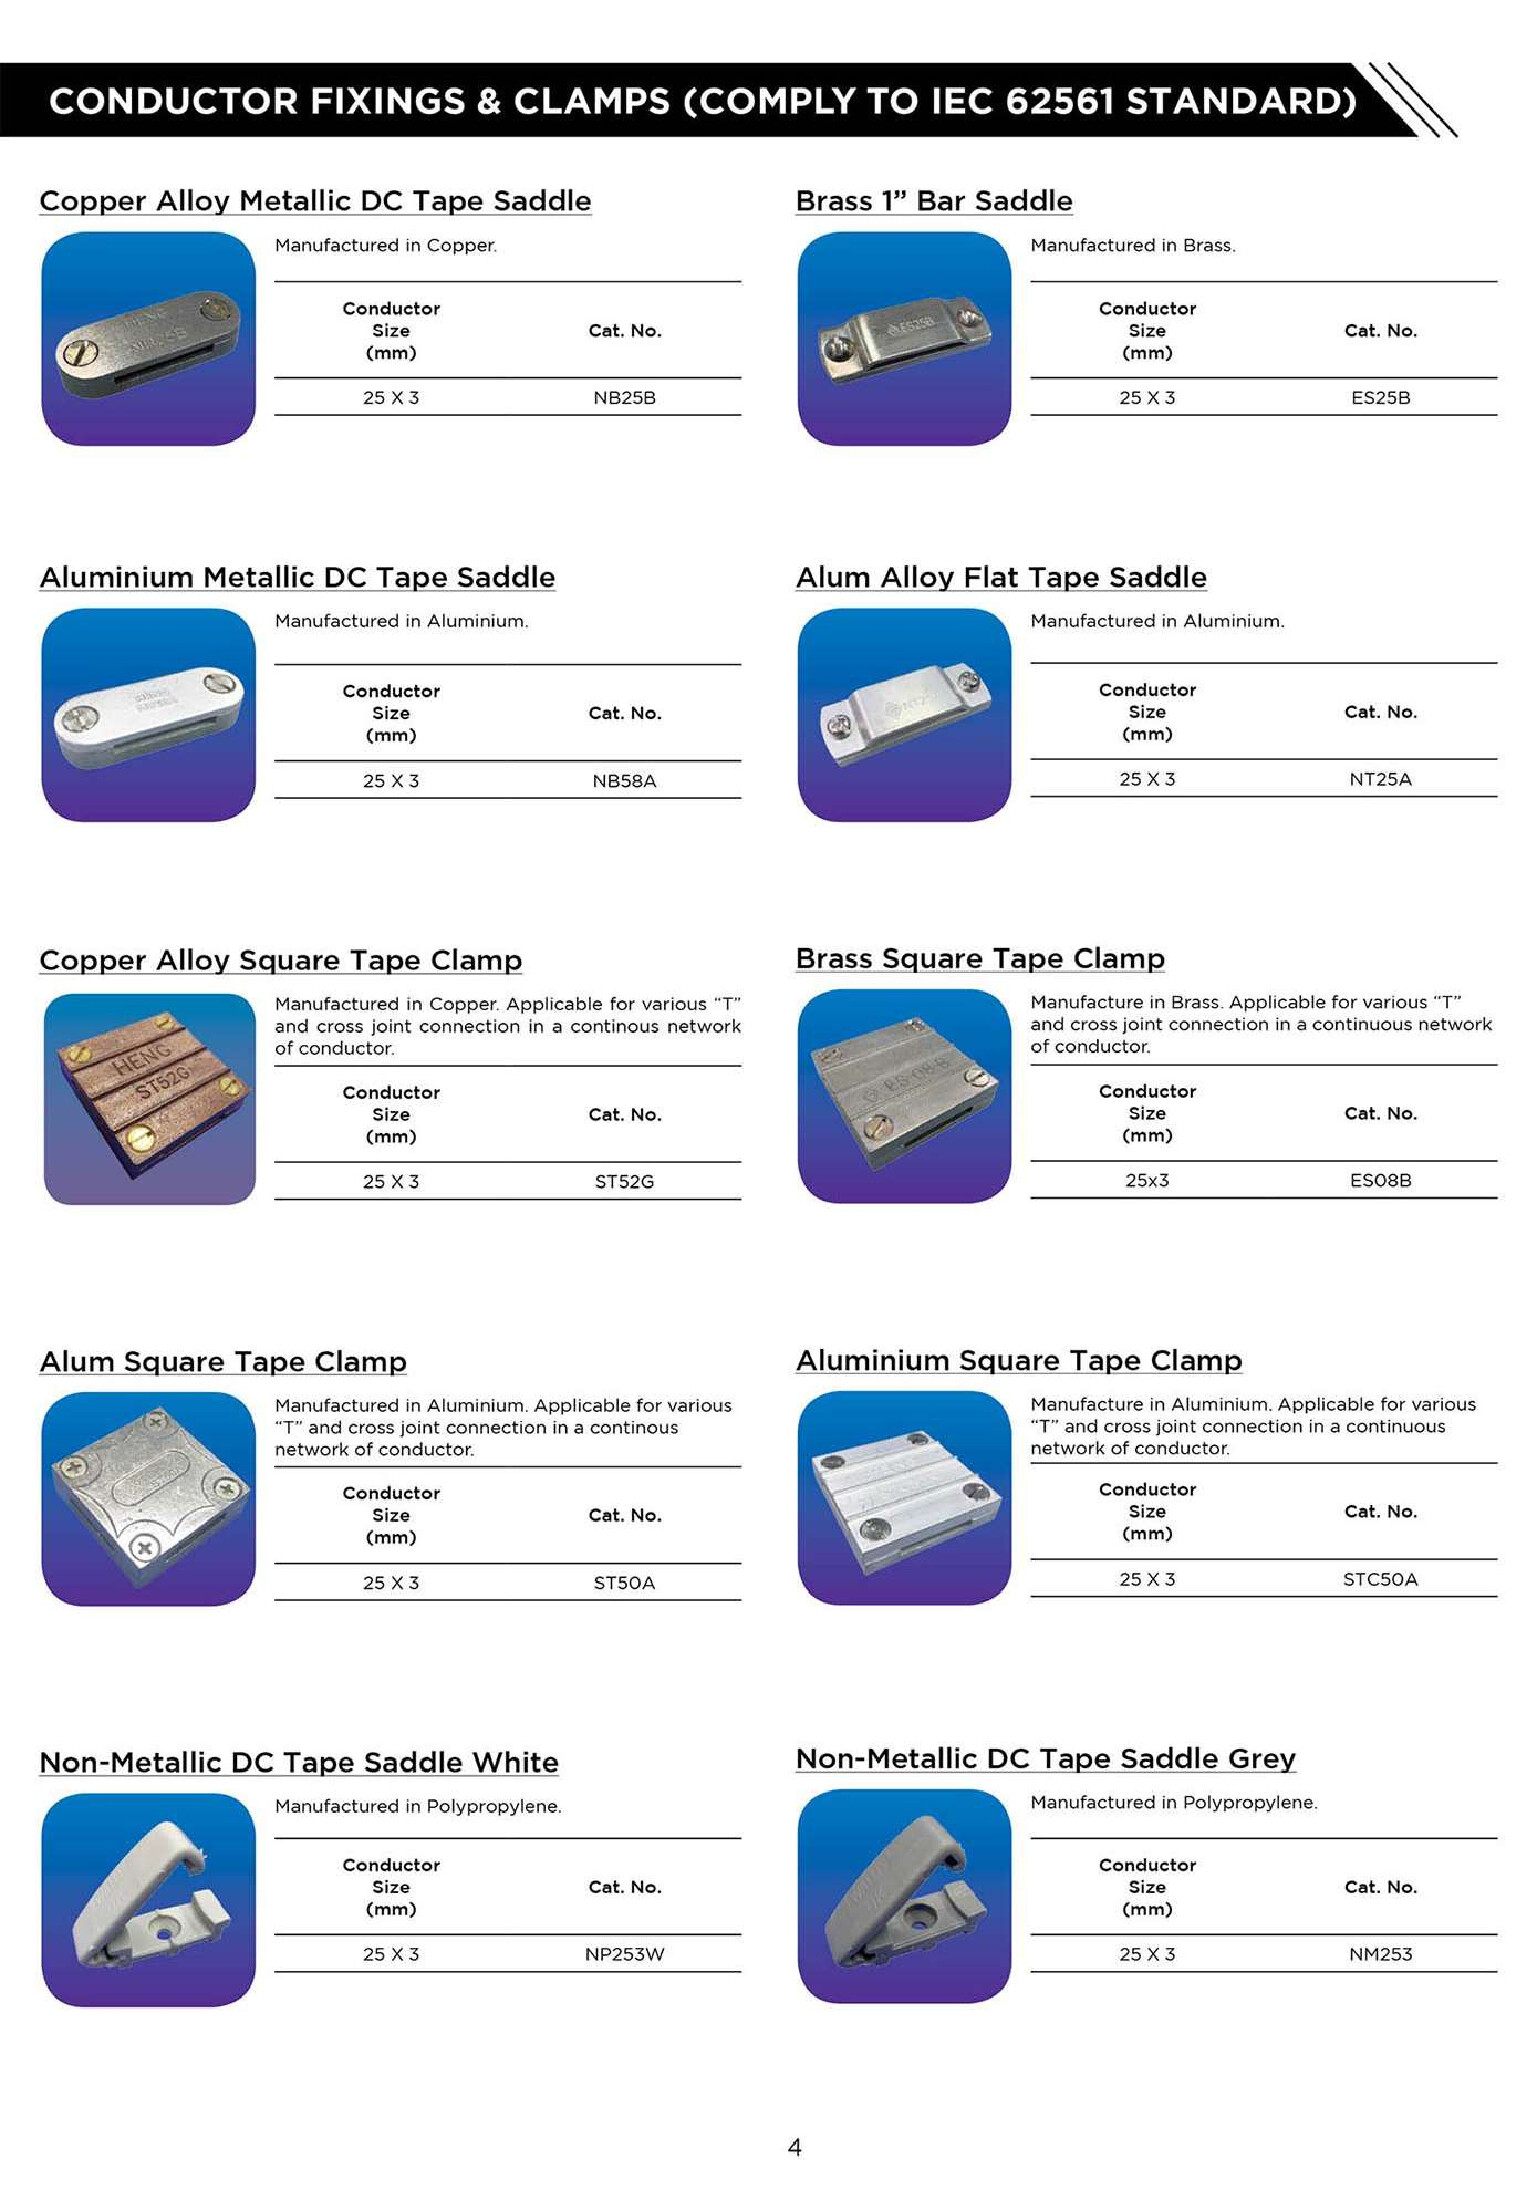 CONDUCTOR FIXINGS & CLAMPS (COMPLY TO IEC 62561 STANDARD)
Copper Alloy Metallic DC Tape Saddle
Manufactured in Copper.
Conductor
Size
(mm)
Cat. No.
25 X 3
NB25B
Brass 1” Bar Saddle
ES25B
Manufactured in Brass.
Conductor
Size
(mm)
Cat. No.
25 X 3
ES25B
Aluminium Metallic DC Tape Saddle
Manufactured in Aluminium.
Conductor
Size
(mm)
Cat. No.
25 X 3
NB58A
Alum Alloy Flat Tape Saddle
Manufactured in Aluminium.
Conductor
Size
(mm)
Cat. No.
25 X 3
NT25A
Copper Alloy Square Tape Clamp
HENG
ST52G
Manufactured in Copper. Applicable for various “T”
and cross joint connection in a continous network
of conductor.
Conductor
Size
(mm)
Cat. No.
25 X 3
ST52G
Brass Square Tape Clamp
Manufacture in Brass. Applicable for various “T”
and cross joint connection in a continuous network
of conductor.
Conductor
Size
(mm)
Cat. No.
25x3
ES08B
Alum Square Tape Clamp
Manufactured in Aluminium. Applicable for various
“T” and cross joint connection in a continous
network of conductor.
Conductor
Size
(mm)
Cat. No.
25 X 3
ST50A
Aluminium Square Tape Clamp
Manufacture in Aluminium. Applicable for various
“T” and cross joint connection in a continuous
network of conductor.
Conductor
Size
(mm)
Cat. No.
25 X 3
STC50A
Non-Metallic DC Tape Saddle White
Manufactured in Polypropylene.
Conductor
Size
(mm)
Cat. No.
25 X 3
NP253W
Non-Metallic DC Tape Saddle Grey
Manufactured in Polypropylene.
Conductor
Size
(mm)
Cat. No.
25 X 3
NM253
4